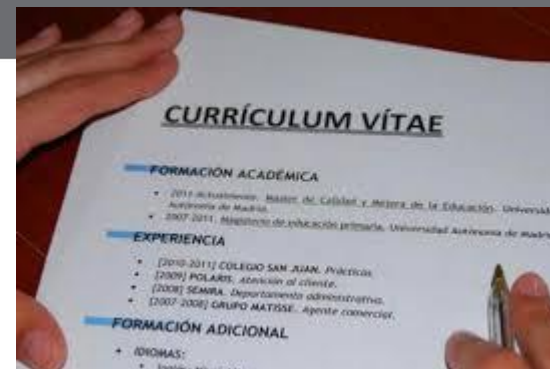 CURRÍCULUM VÍTAE
FORMACIÓN ACADÉMICA
• 2011-Actualmente. Máster de Calidad y Mejora de la Educación. Universidad
Autónoma de Madrid.
• 2007-2011. Magisterio de educación primaria. Universidad Autónoma de Madrid
EXPERIENCIA
• [2010-2011] COLEGIO SAN JUAN. Prácticas.
• [2009] POLARIS. Atención al cliente.
• [2008] SEMIRA. Departamento administrativo.
• [2007-2008] GRUPO MATISSE. Agente comercial.
FORMACIÓN ADICIONAL
• IDIOMAS: